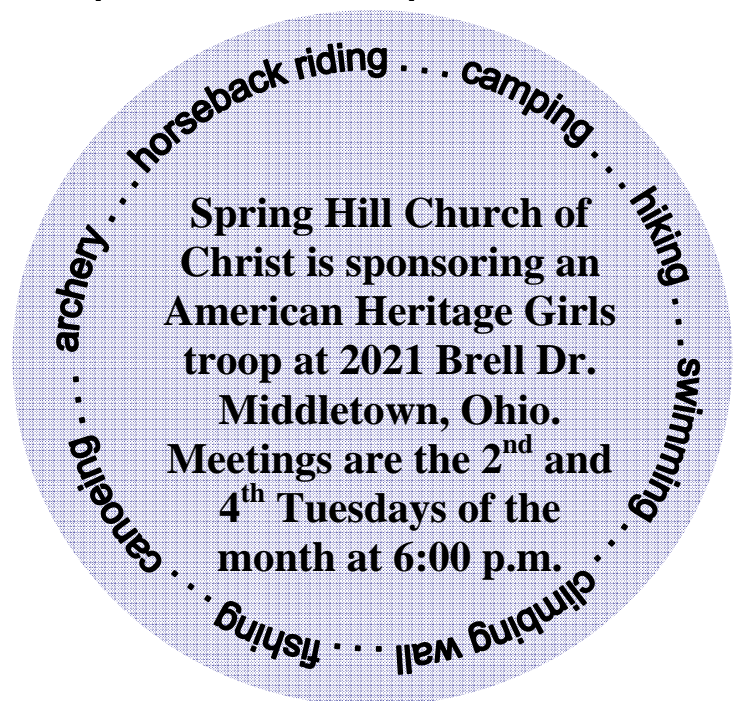 archery . . . horseback riding . . . camping . . . hiking . . . swimming . . . climbing wall . . . fishing . . . canoeing . . .
Spring Hill Church of
Christ is sponsoring an
American Heritage Girls
troop at 2021 Brell Dr.
Middletown, Ohio.
Meetings are the 2nd and
4th Tuesdays of the
month at 6:00 p.m.